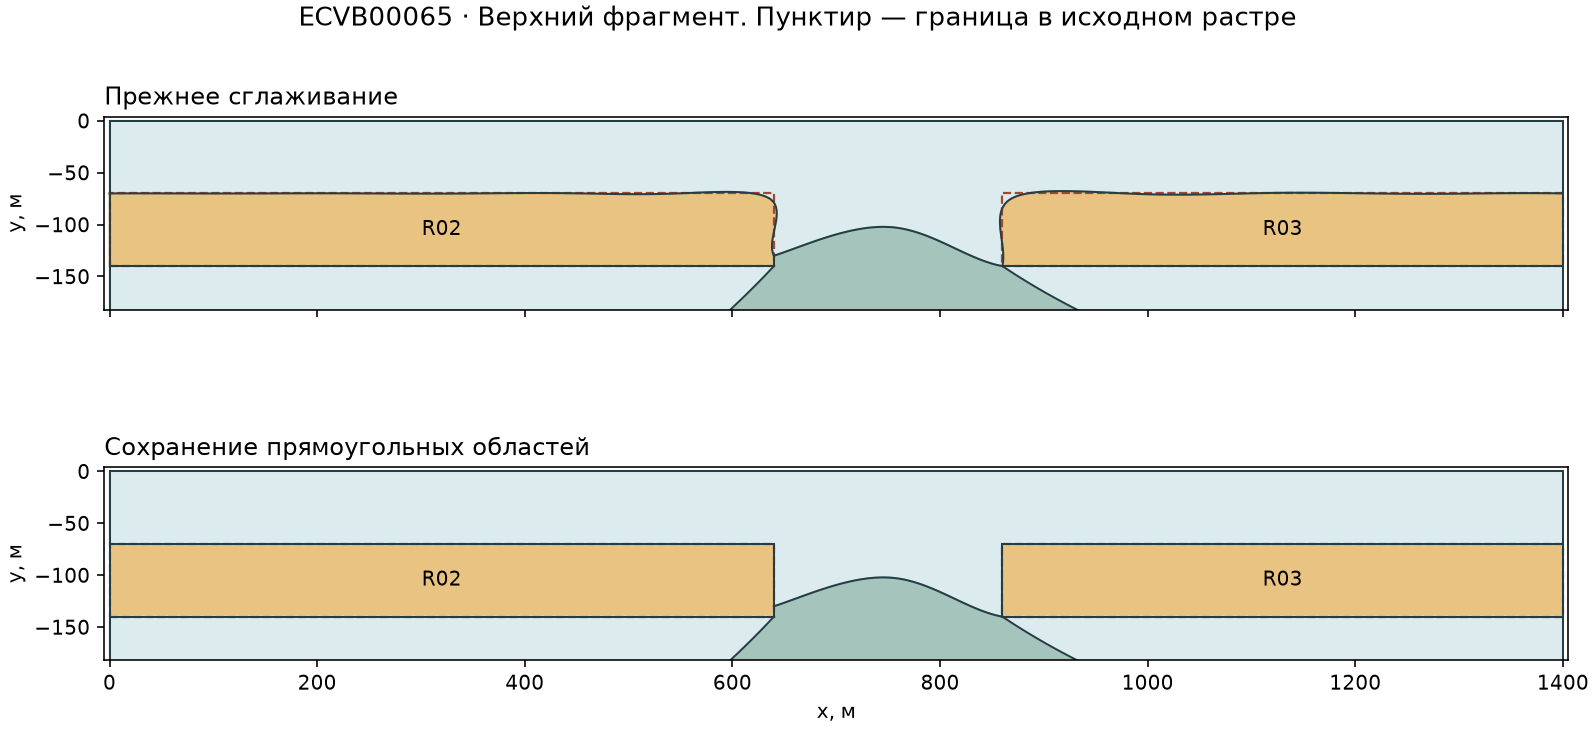 ECVB00065 · Верхний фрагмент. Пунктир — граница в исходном растре
Прежнее сглаживание
0
−50
−100
−150
y, м
R02
R03
Сохранение прямоугольных областей
0
−50
−100
−150
y, м
R02
R03
0 200 400 600 800 1000 1200 1400
x, м